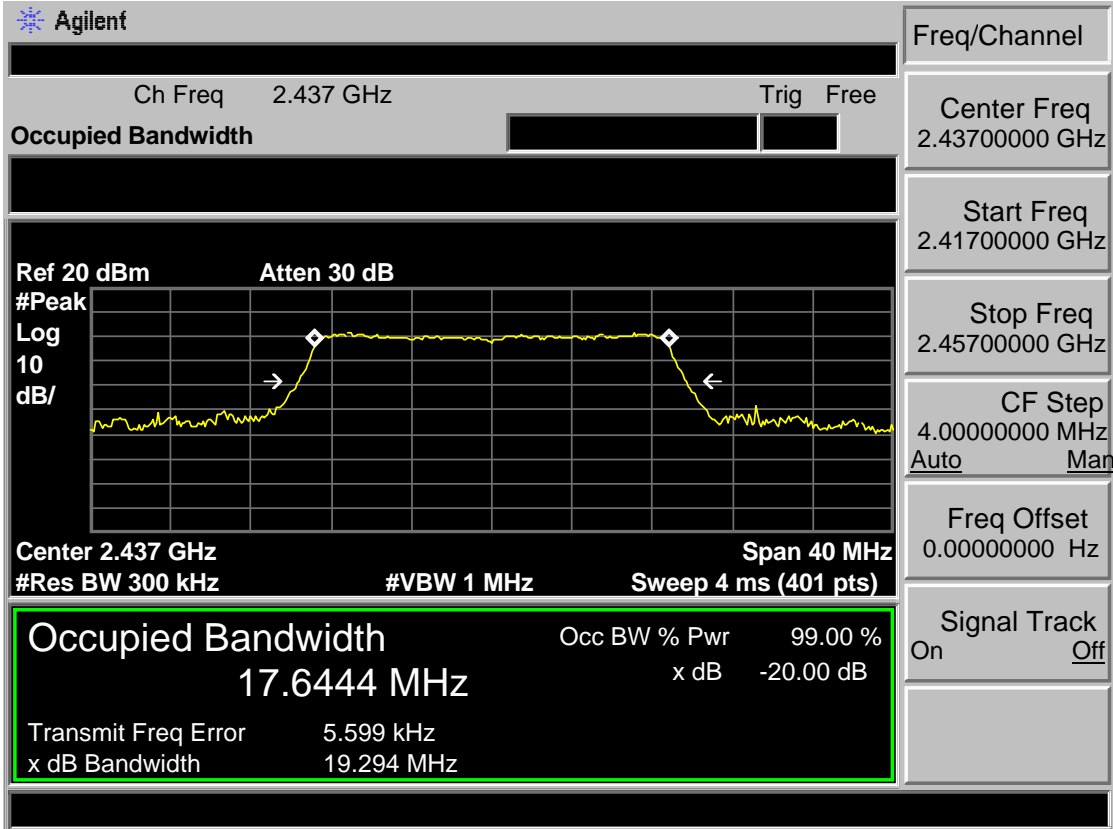 Agilent
Freq/Channel
Ch Freq 2.437 GHz Trig Free
Occupied Bandwidth
Center Freq
2.43700000 GHz
Start Freq
2.41700000 GHz
Stop Freq
2.45700000 GHz
CF Step
4.00000000 MHz
Auto Man
Freq Offset
0.00000000 Hz
Signal Track
On Off
Ref 20 dBm Atten 30 dB
#Peak
Log
10
dB/
Center 2.437 GHz Span 40 MHz
#Res BW 300 kHz #VBW 1 MHz Sweep 4 ms (401 pts)
Occupied Bandwidth Occ BW % Pwr 99.00 %
17.6444 MHz x dB -20.00 dB
Transmit Freq Error 5.599 kHz
x dB Bandwidth 19.294 MHz